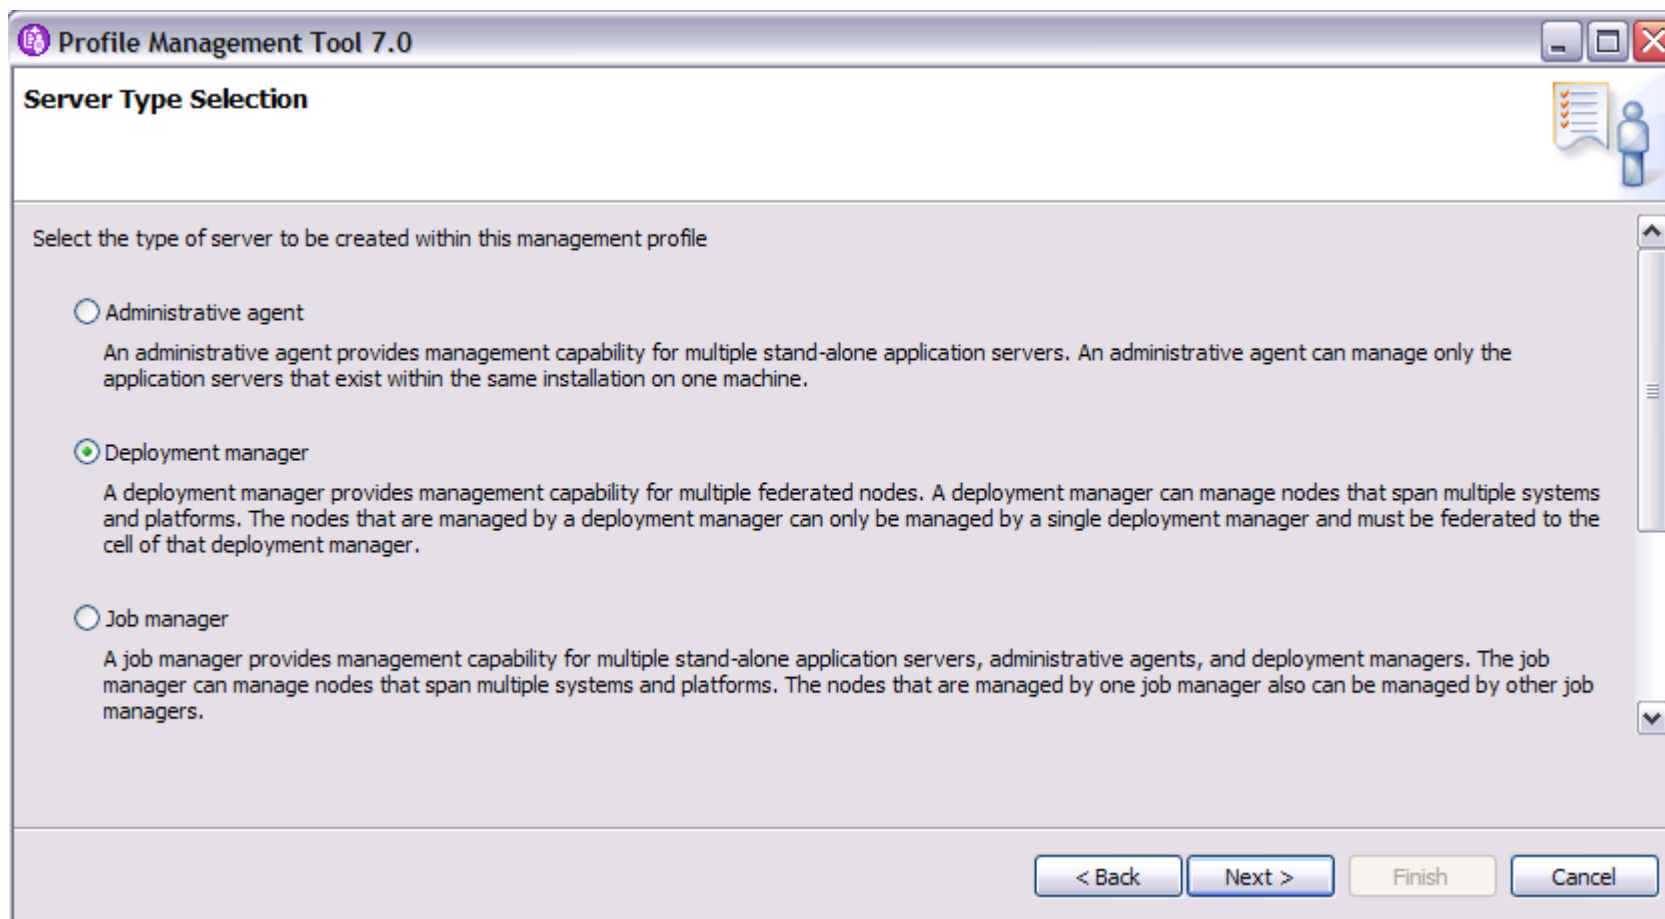 Profile Management Tool 7.0
Server Type Selection
Select the type of server to be created within this management profile
Administrative agent
An administrative agent provides management capability for multiple stand-alone application servers. An administrative agent can manage only the
application servers that exist within the same installation on one machine.
Deployment manager
A deployment manager provides management capability for multiple federated nodes. A deployment manager can manage nodes that span multiple systems
and platforms. The nodes that are managed by a deployment manager can only be managed by a single deployment manager and must be federated to the
cell of that deployment manager.
Job manager
A job manager provides management capability for multiple stand-alone application servers, administrative agents, and deployment managers. The job
manager can manage nodes that span multiple systems and platforms. The nodes that are managed by one job manager also can be managed by other job
managers.
< Back Next > Finish Cancel